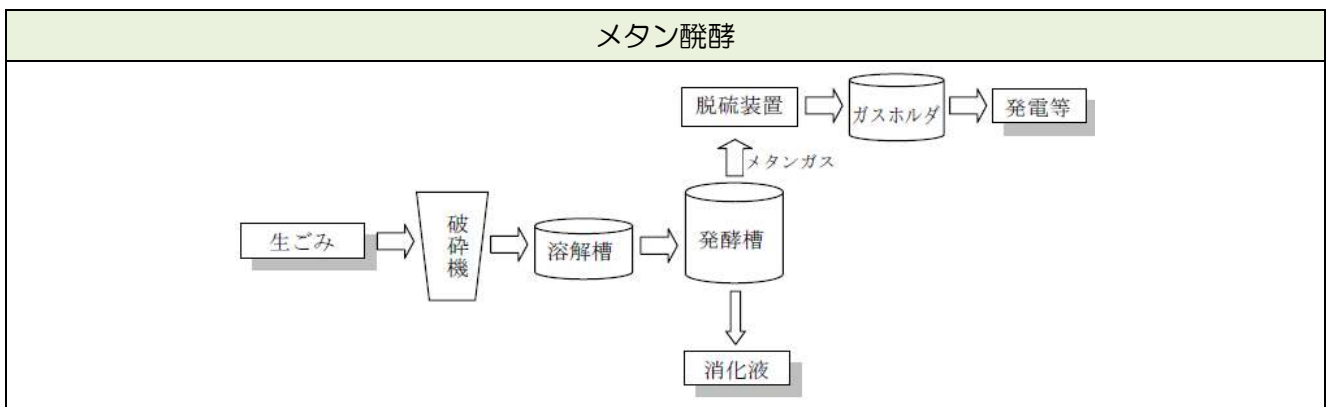 メタン醗酵
脱硫装置
ガスホルダ
発電等
メタンガス
生ごみ
破砕機
溶解槽
発酵槽
消化液